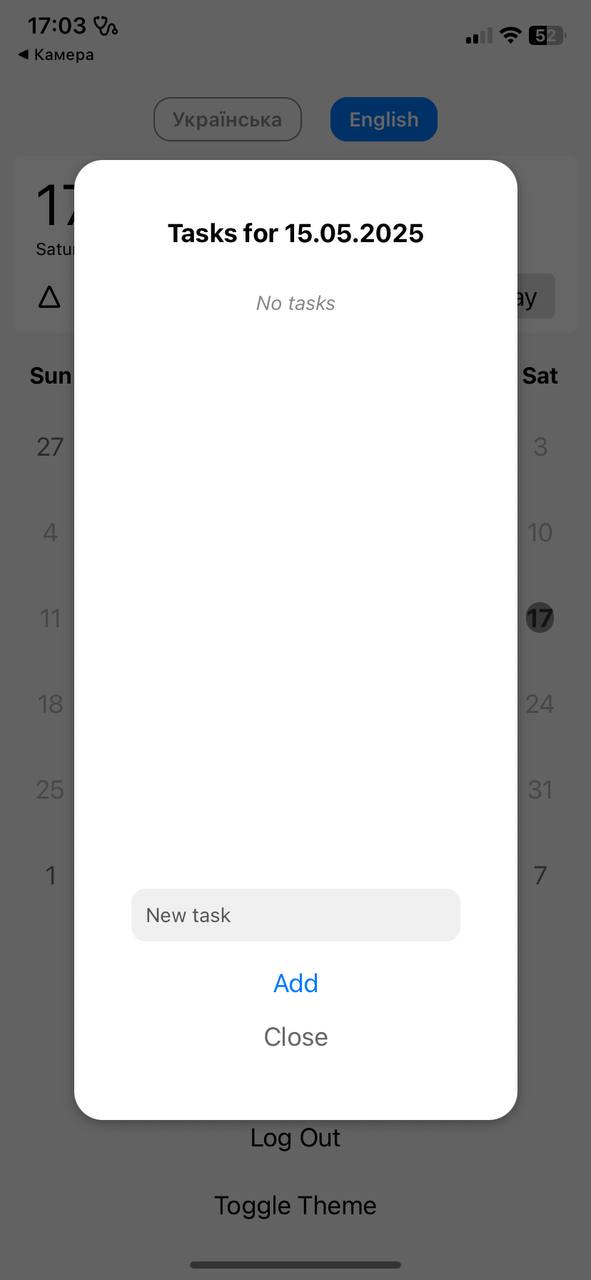 17:03
◀ Камера
52
Українська English
17
Satu
ay
Tasks for 15.05.2025
No tasks
Sun Sat
27 3
4 10
11 17
18 24
25 31
1 7
New task
Add
Close
Log Out
Toggle Theme